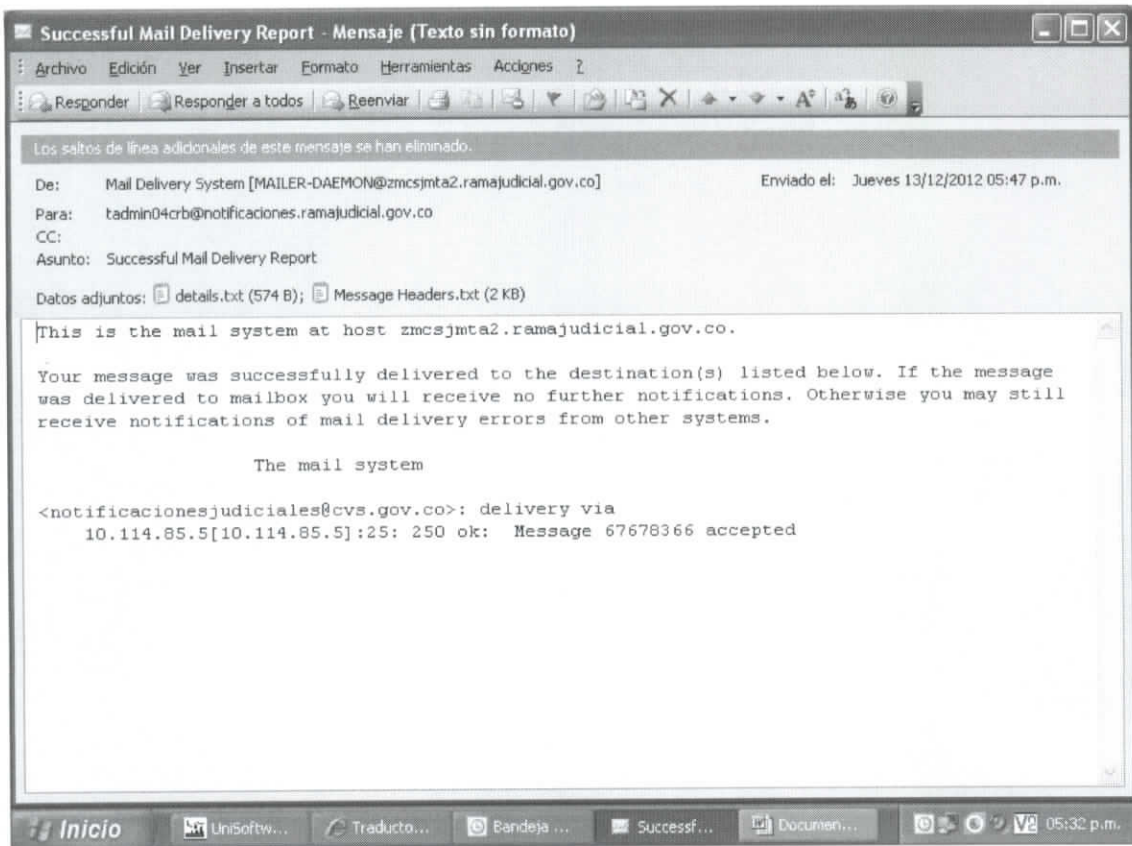 Successful Mail Delivery Report - Mensaje (Texto sin formato)
Archivo Edición Ver Insertar Formato Herramientas Acciones ?
Responder Responder a todos Reenviar
Los saltos de línea adicionales de este mensaje se han eliminado.
De: Mail Delivery System [MAILER-DAEMON@zmcsjmta2.ramajudicial.gov.co] Enviado el: Jueves 13/12/2012 05:47 p.m.
Para: tadmin04crb@notificaciones.ramajudicial.gov.co
CC:
Asunto: Successful Mail Delivery Report
Datos adjuntos: details.txt (574 B); Message Headers.txt (2 KB)
This is the mail system at host zmcsjmta2.ramajudicial.gov.co.
Your message was successfully delivered to the destination(s) listed below. If the message
was delivered to mailbox you will receive no further notifications. Otherwise you may still
receive notifications of mail delivery errors from other systems.
The mail system
<notificacionesjudiciales@cvs.gov.co>: delivery via
10.114.85.5[10.114.85.5]:25: 250 ok: Message 67678366 accepted
Inicio UniSoftw... Traducto... Bandeja ... Successf... Documen... V2 05:32 p.m.